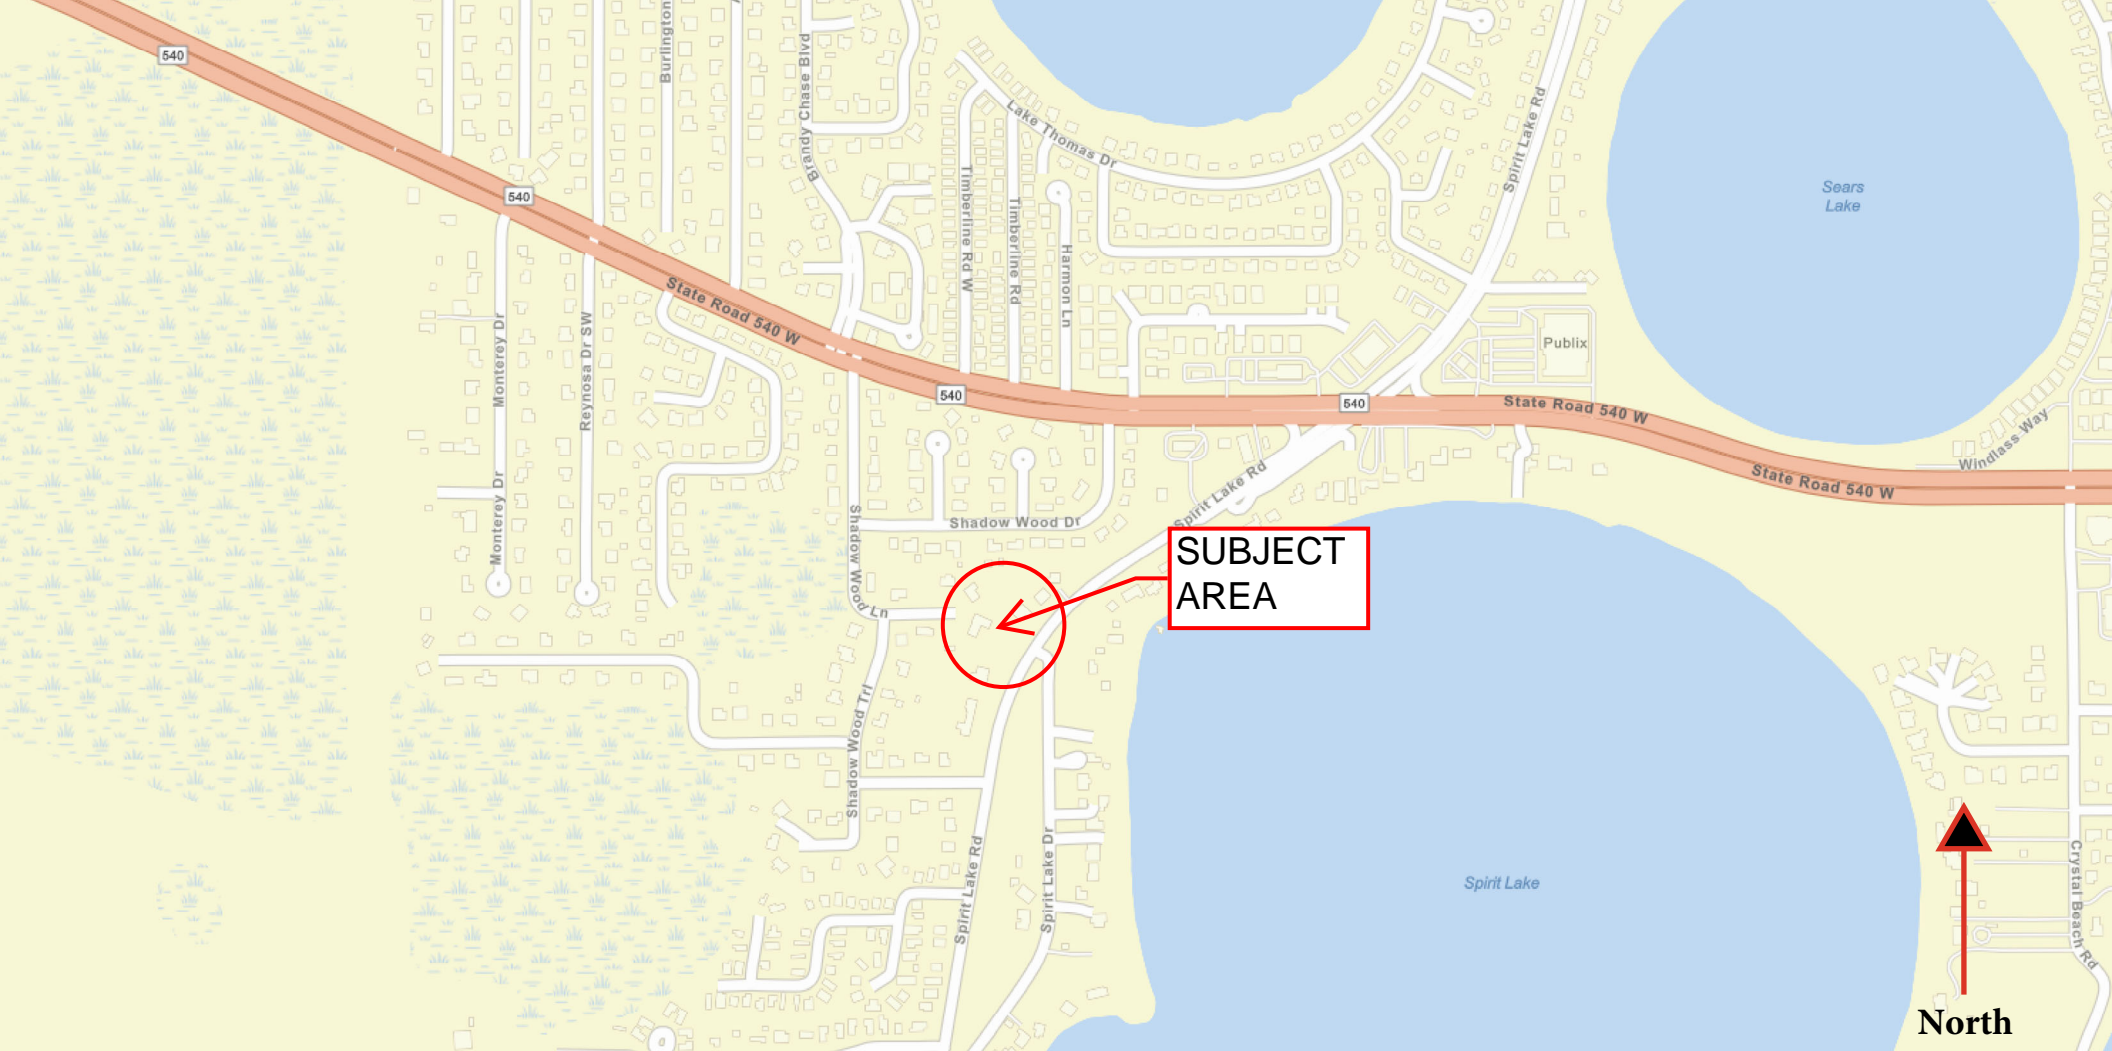 540
Burlington
Brandy Chase Blvd
Lake Thomas Dr
Spirit Lake Rd
Sears
Lake
540
Timberline Rd W
Timberline Rd
Harmon Ln
State Road 540 W
Monterey Dr
Reynosa Dr SW
Publix
540
540
State Road 540 W
Windlass Way
State Road 540 W
Monterey Dr
Spirit Lake Rd
Shadow Wood Dr
Shadow Wood Ln
SUBJECT
AREA
Shadow Wood Trl
Spirit Lake Rd
Spirit Lake Dr
Spirit Lake
Crystal Beach Rd
North